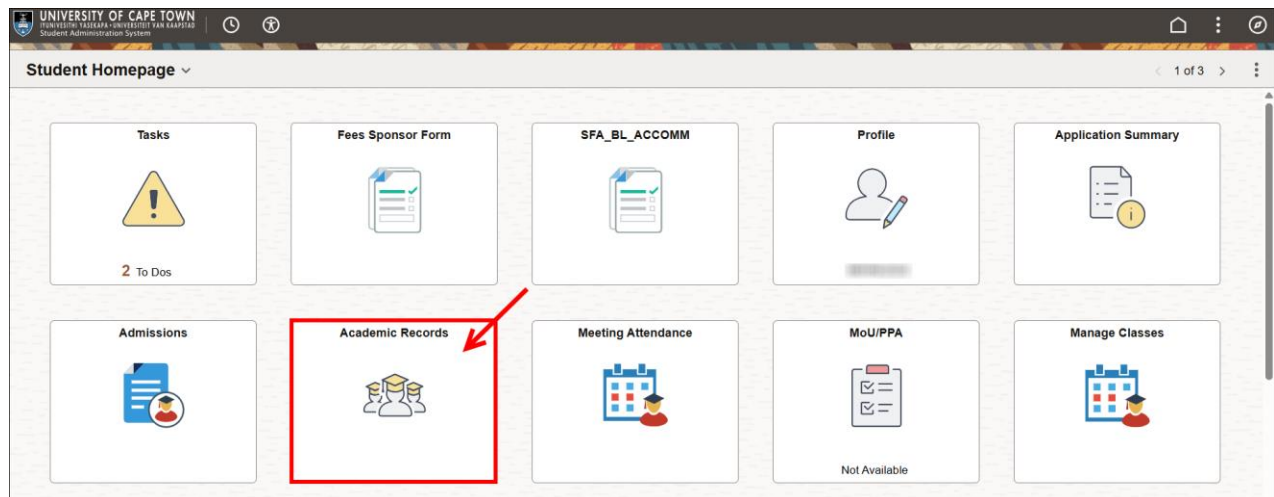 UNIVERSITY OF CAPE TOWN
IYUNIVESITHI YASEKAPA • UNIVERSITEIT VAN KAAPSTAD
Student Administration System
Student Homepage
1 of 3
Tasks
Fees Sponsor Form
SFA_BL_ACCOMM
Profile
Application Summary
2 To Dos
Admissions
Academic Records
Meeting Attendance
MoU/PPA
Manage Classes
Not Available